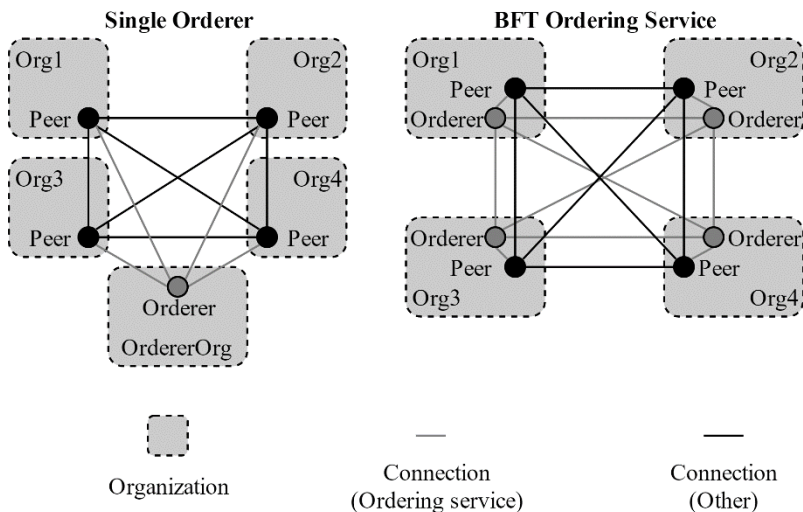 Single Orderer
Org1
Org2
Peer
Peer
Org3
Org4
Peer
Peer
Orderer
OrdererOrg
BFT Ordering Service
Org1
Org2
Peer
Peer
Orderer
Orderer
Orderer
Orderer
Peer
Peer
Org3
Org4
Organization
Connection
(Ordering service)
Connection
(Other)